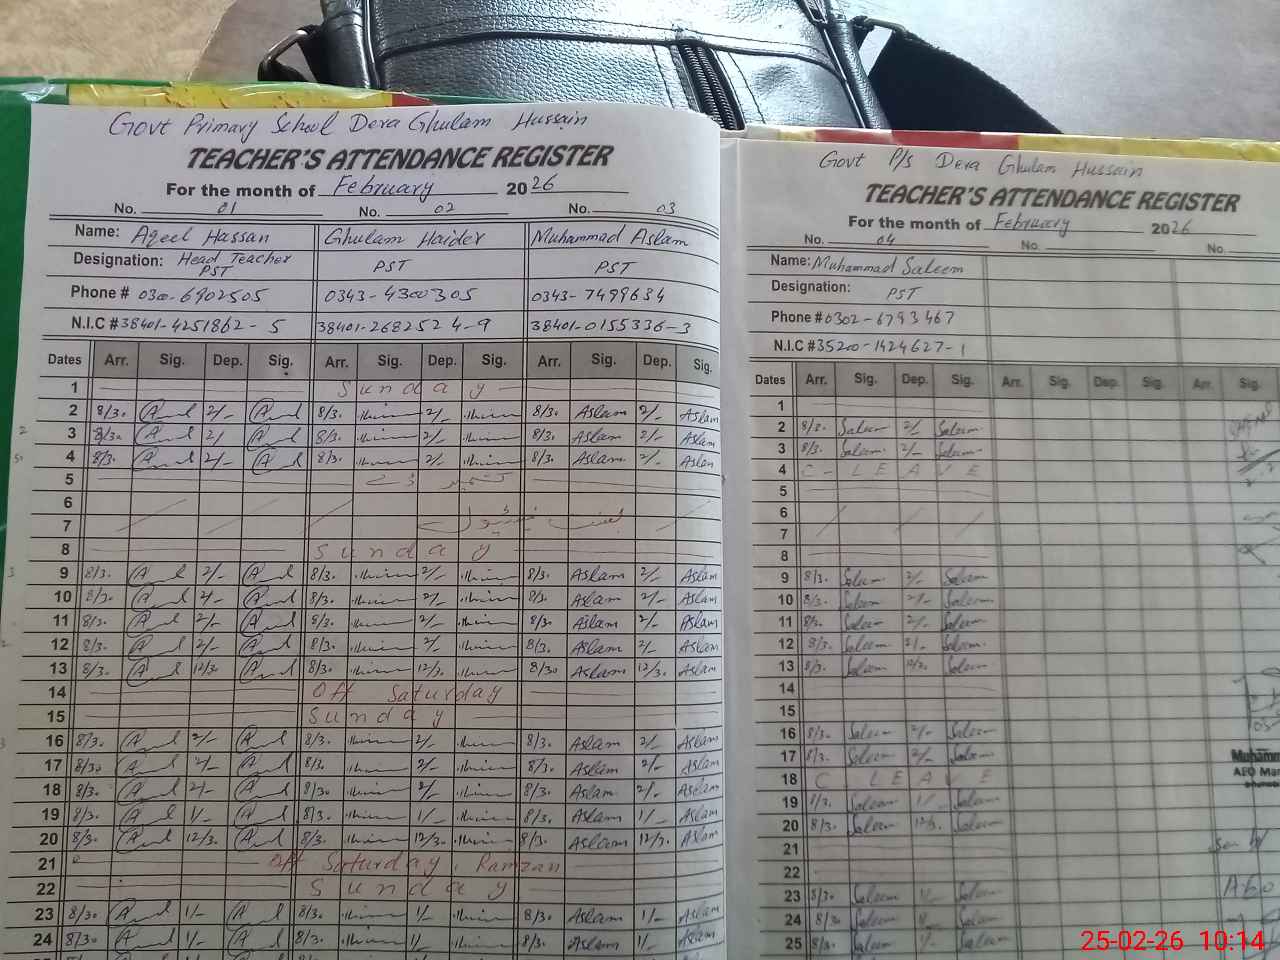 Govt Primary School Dera Ghulam Hussain
TEACHER'S ATTENDANCE REGISTER
For the month of February 2026
No. 01 No. 02 No. 03
Name: Aqeel Hassan Ghulam Haider Muhammad Aslam
Designation: Head Teacher PST PST PST
Phone # 0300-6902505 0343-4300305 0343-7499634
N.I.C # 38401-4251862-5 38401-2682524-9 38401-0155336-3
Dates Arr. Sig. Dep. Sig. Arr. Sig. Dep. Sig. Arr. Sig. Dep. Sig.
1 Sunday
2 8/30 2/- 8/3. 2/- 8/3. Aslam 2/- Aslam
3 8/30 2/ 8/3. 2/- 8/3. Aslam 2/- Aslam
4 8/3. 2/- 8/3. 2/- 8/3. Aslam 2/- Aslam
5
6
7
8 Sunday
9 8/3. 2/- 8/3. 2/- 8/3. Aslam 2/- Aslam
10 8/3. 2/- 8/3. 2/- 8/3. Aslam 2/- Aslam
11 8/3. 2/- 8/3. 2/- 8/3. Aslam 2/- Aslam
12 8/3. 2/- 8/3. 2/- 8/3. Aslam 2/- Aslam
13 8/3. 12/3. 8/3. 12/3. 8/30 Aslam 12/3. Aslam
14 Off Saturday
15 Sunday
16 8/3. 2/- 8/3. 2/- 8/3. Aslam 2/- Aslam
17 8/30 2/- 8/3. 2/- 8/3. Aslam 2/- Aslam
18 8/3. 2/- 8/30 2/- 8/3. Aslam 2/- Aslam
19 8/3. 1/- 8/3. 1/- 8/3. Aslam 1/- Aslam
20 8/3. 12/3. 8/3. 12/3. 8/3. Aslam 12/3. Aslam
21 Off Saturday, Ramzan
22 Sunday
23 8/30 1/- 8/30 1/- 8/30 Aslam 1/- Aslam
24 8/30 1/- 8/3. 1/- 8/3. Aslam 1/- Aslam
Govt P/s Dera Ghulam Hussain
TEACHER'S ATTENDANCE REGISTER
For the month of February 2026
No. 04 No. No.
Name: Muhammad Saleem
Designation: PST
Phone # 0302-6793467
N.I.C # 35200-1424627-1
Dates Arr. Sig. Dep. Sig. Arr. Sig. Dep. Sig. Arr. Sig.
1
2 Saleem 2/- Saleem
3 8/3. Saleem 2/- Saleem
4 C-LEAVE
5
6
7
8
9 8/3. Saleem 2/- Saleem
10 8/3. Saleem 2/- Saleem
11 8/3. Saleem 2/- Saleem
12 8/3. Saleem 2/- Saleem
13 8/3. Saleem 12/3. Saleem
14
15
16 8/3. Saleem 2/- Saleem
17 8/3. Saleem 2/- Saleem
18 C LEAVE
19 8/3. Saleem 1/- Saleem
20 8/3. Saleem 12/3. Saleem
21
22
23 8/3. Saleem 1/- Saleem
24 8/30 Saleem Saleem
25 8/3. Saleem 1/- Saleem
25-02-26 10:14